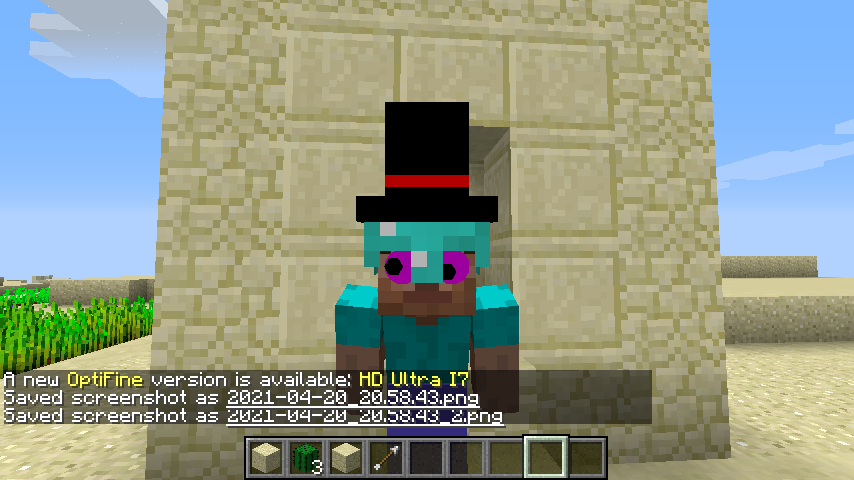 A new OptiFine version is available: HD Ultra I7
Saved screenshot as 2021-04-20_20.58.43.png
Saved screenshot as 2021-04-20_20.58.43_2.png
3